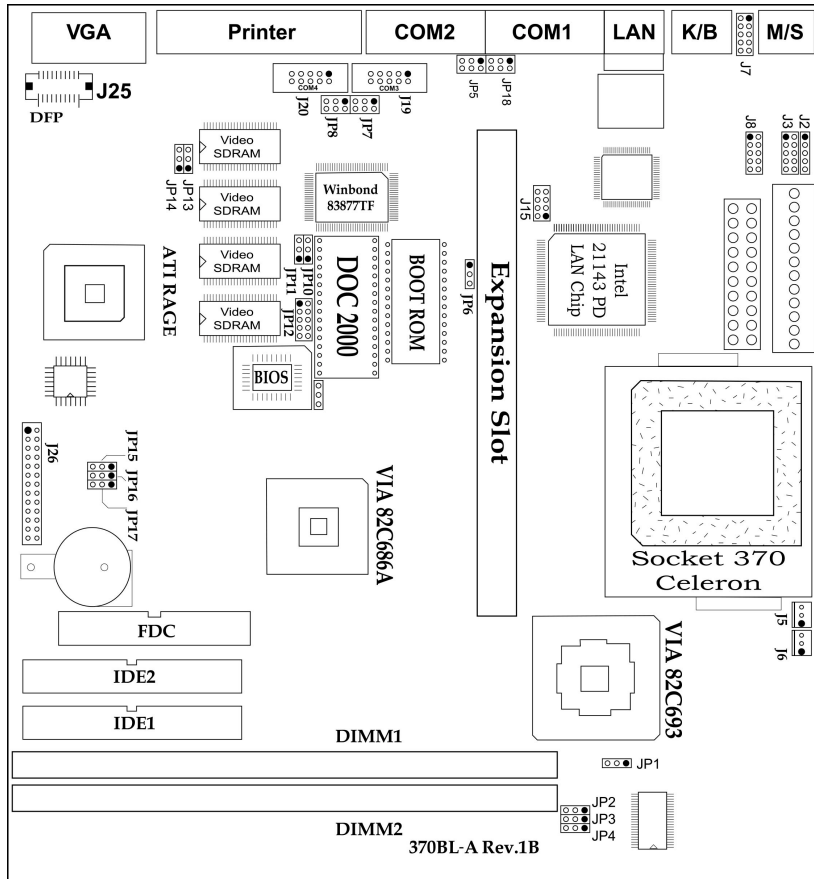 VGA
Printer
COM2
COM1
LAN
K/B
M/S
J7
J25
DFP
COM4
COM3
J20
J19
JP8
JP7
JP5
JP18
J8
J3
J2
Video
SDRAM
JP14
JP13
Winbond
83877TF
J15
Video
SDRAM
ATI RAGE
Video
SDRAM
JP11
JP10
DOC 2000
BOOT ROM
JP6
Expansion Slot
Intel
21143 PD
LAN Chip
Video
SDRAM
JP12
BIOS
J26
JP15
JP16
JP17
VIA 82C686A
Socket 370
Celeron
J5
J6
FDC
IDE2
IDE1
VIA 82C693
DIMM1
JP1
JP2
JP3
JP4
DIMM2
370BL-A Rev.1B